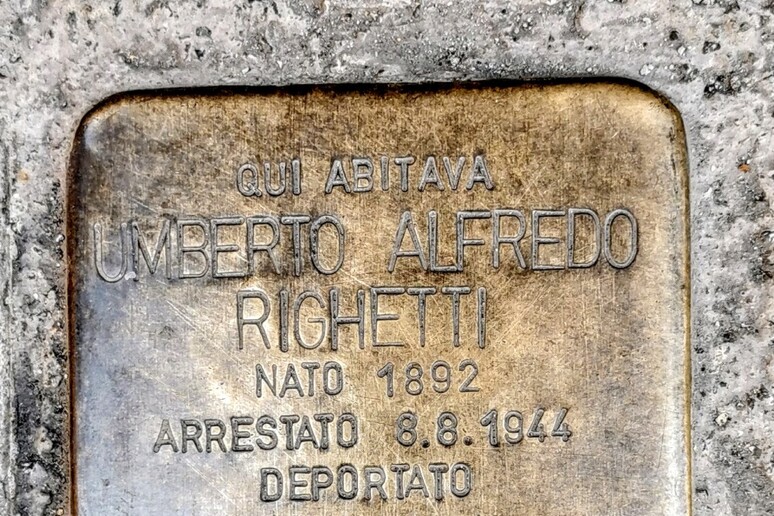 QUI ABITAVA
UMBERTO ALFREDO
RIGHETTI
NATO 1892
ARRESTATO 8.8.1944
DEPORTATO